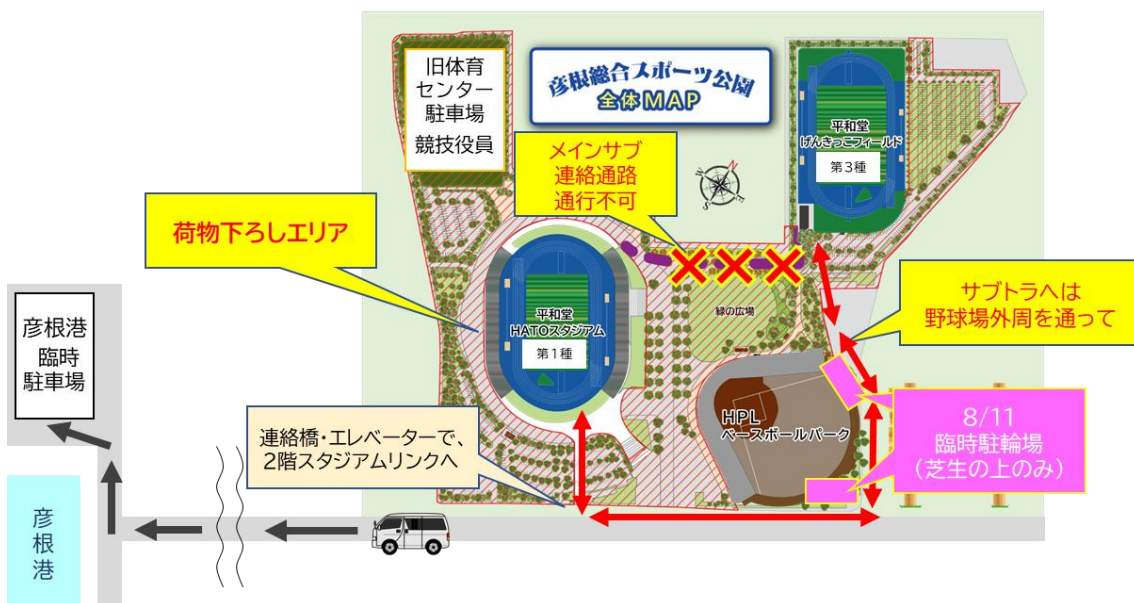 旧体育
センター
駐車場
競技役員
彦根総合スポーツ公園
全体MAP
平和堂
げんきっこフィールド
第3種
メインサブ
連絡通路
通行不可
N
W
E
S
荷物下ろしエリア
サブトラへは
野球場外周を通って
緑の広場
平和堂
HATOスタジアム
第1種
彦根港
臨時
駐車場
HPL
ベースボールパーク
8/11
臨時駐輪場
(芝生の上のみ)
連絡橋・エレベーターで、
2階スタジアムリンクへ
彦根港